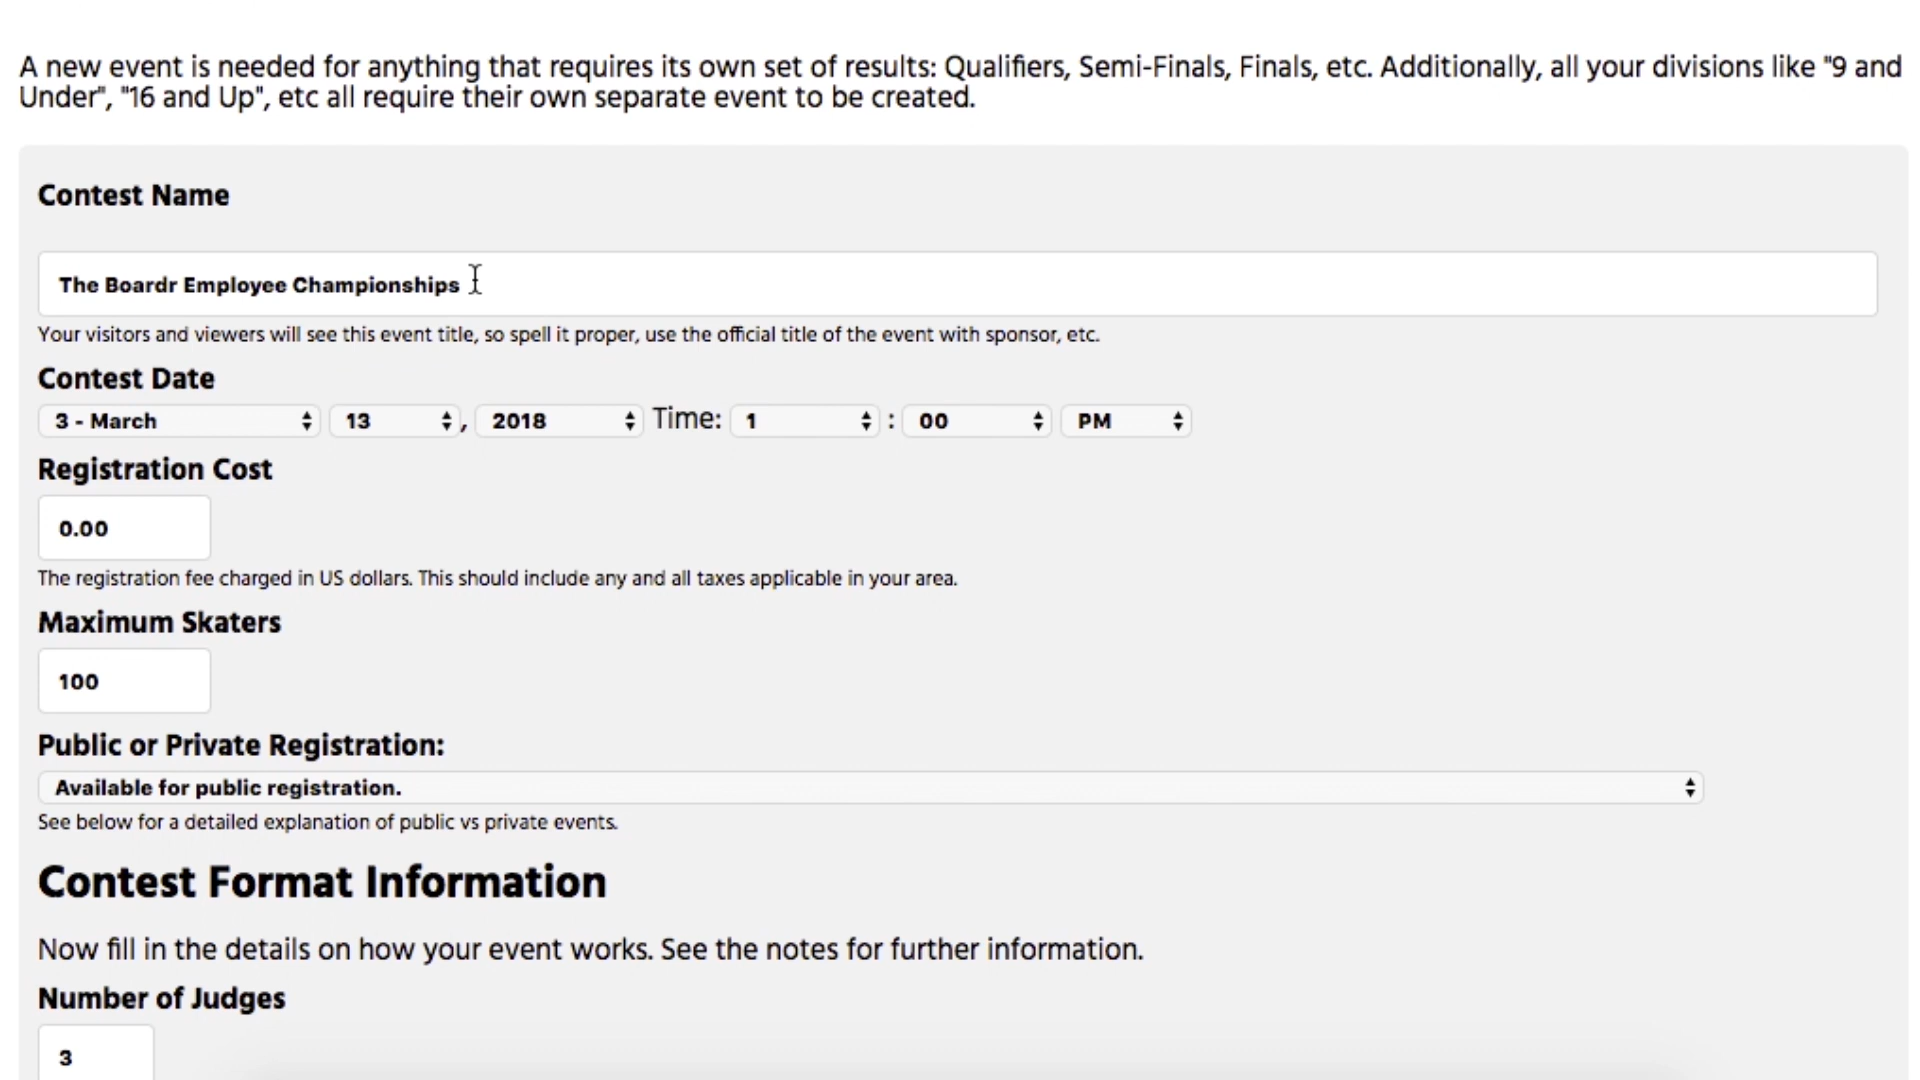 A new event is needed for anything that requires its own set of results: Qualifiers, Semi-Finals, Finals, etc. Additionally, all your divisions like "9 and
Under", "16 and Up", etc all require their own separate event to be created.
Contest Name
The Boardr Employee Championships
Your visitors and viewers will see this event title, so spell it proper, use the official title of the event with sponsor, etc.
Contest Date
3 - March 13 , 2018 Time: 1 : 00 PM
Registration Cost
0.00
The registration fee charged in US dollars. This should include any and all taxes applicable in your area.
Maximum Skaters
100
Public or Private Registration:
Available for public registration.
See below for a detailed explanation of public vs private events.
Contest Format Information
Now fill in the details on how your event works. See the notes for further information.
Number of Judges
3